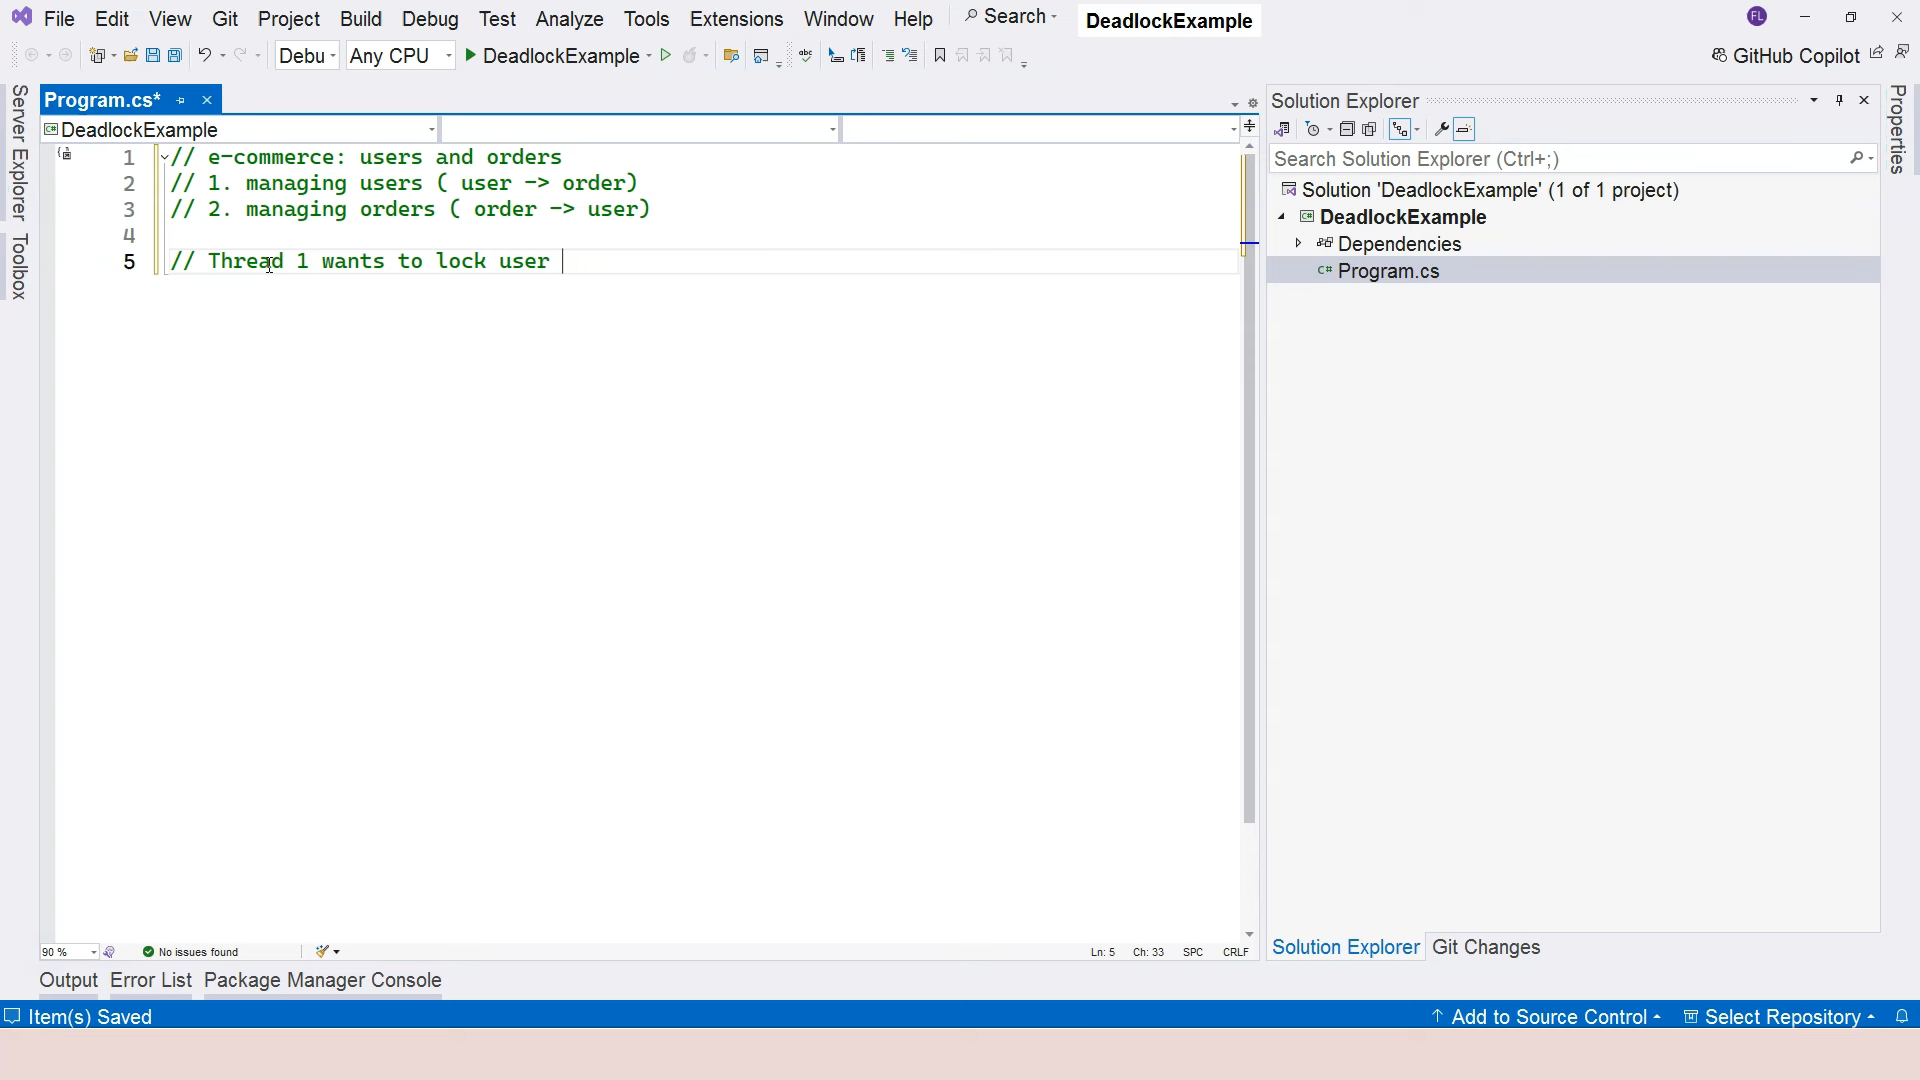 File Edit View Git Project Build Debug Test Analyze Tools Extensions Window Help Search DeadlockExample FL
Debu Any CPU DeadlockExample abc GitHub Copilot
Server Explorer
Toolbox
Program.cs*
DeadlockExample
1 // e-commerce: users and orders
2 // 1. managing users ( user -> order)
3 // 2. managing orders ( order -> user)
4
5 // Thread 1 wants to lock user
90 % No issues found Ln: 5 Ch: 33 SPC CRLF
Solution Explorer
Search Solution Explorer (Ctrl+;)
Solution 'DeadlockExample' (1 of 1 project)
C# DeadlockExample
Dependencies
C# Program.cs
Solution Explorer Git Changes
Properties
Output Error List Package Manager Console
Item(s) Saved Add to Source Control Select Repository